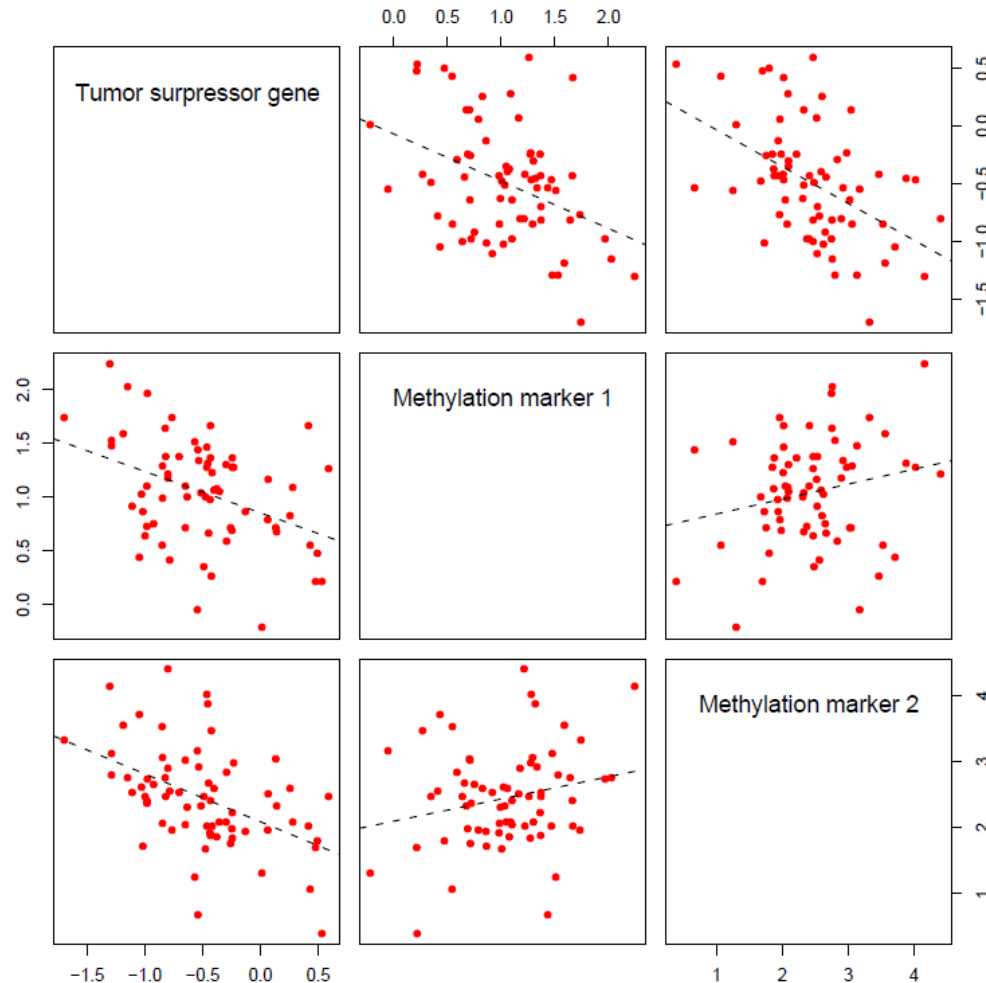 0.0 0.5 1.0 1.5 2.0
Tumor surpressor gene
0.5
0.0
−0.5
−1.0
−1.5
2.0
1.5
1.0
0.5
0.0
Methylation marker 1
Methylation marker 2
4
3
2
1
−1.5 −1.0 −0.5 0.0 0.5
1 2 3 4